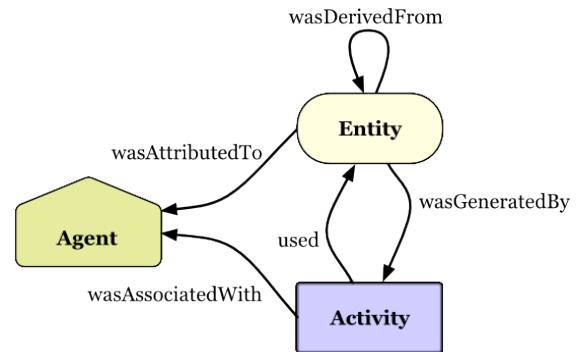 wasDerivedFrom
Entity
wasAttributedTo
wasGeneratedBy
Agent
used
wasAssociatedWith
Activity